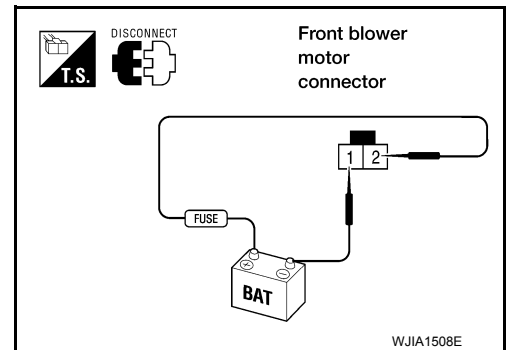 DISCONNECT
T.S.
Front blower
motor
connector
1 2
FUSE
BAT
WJIA1508E